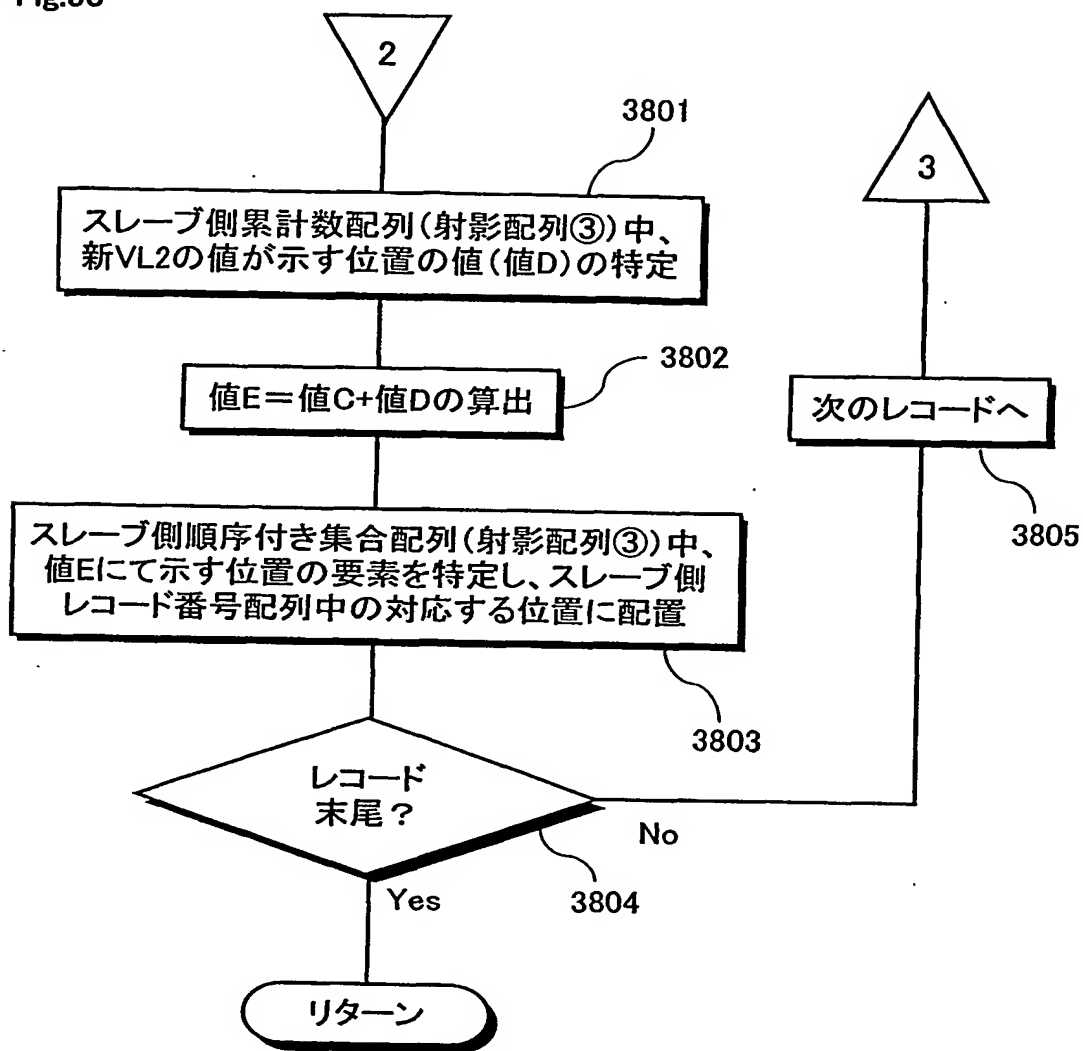 2
3801
スレーブ側累計数配列(射影配列③)中、
新VL2の値が示す位置の値(値D)の特定
3802
値E=値C+値Dの算出
スレーブ側順序付き集合配列(射影配列③)中、
値Eにて示す位置の要素を特定し、スレーブ側
レコード番号配列中の対応する位置に配置
3803
レコード
末尾?
No
3804
Yes
リターン
3
次のレコードへ
3805